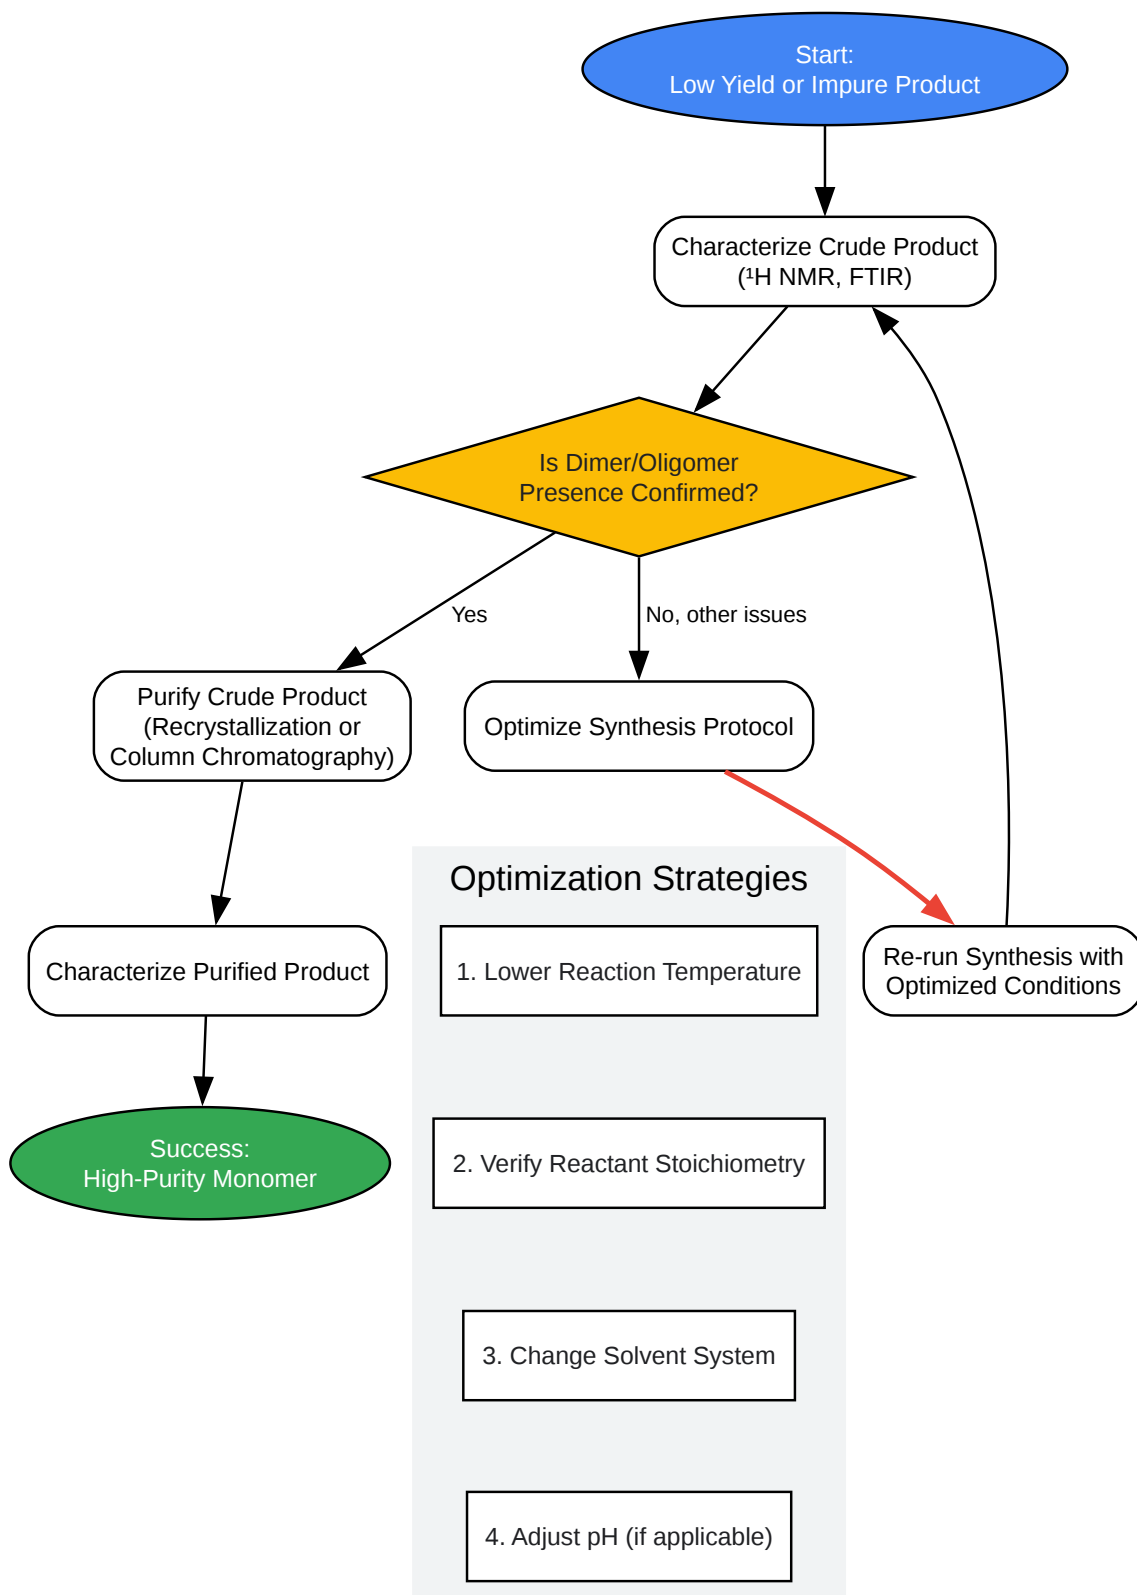 Start:
Low Yield or Impure Product
Characterize Crude Product
(¹H NMR, FTIR)
Is Dimer/Oligomer
Presence Confirmed?
Yes
No, other issues
Purify Crude Product
(Recrystallization or
Column Chromatography)
Optimize Synthesis Protocol
Optimization Strategies
Characterize Purified Product
1. Lower Reaction Temperature
Re-run Synthesis with
Optimized Conditions
Success:
High-Purity Monomer
2. Verify Reactant Stoichiometry
3. Change Solvent System
4. Adjust pH (if applicable)